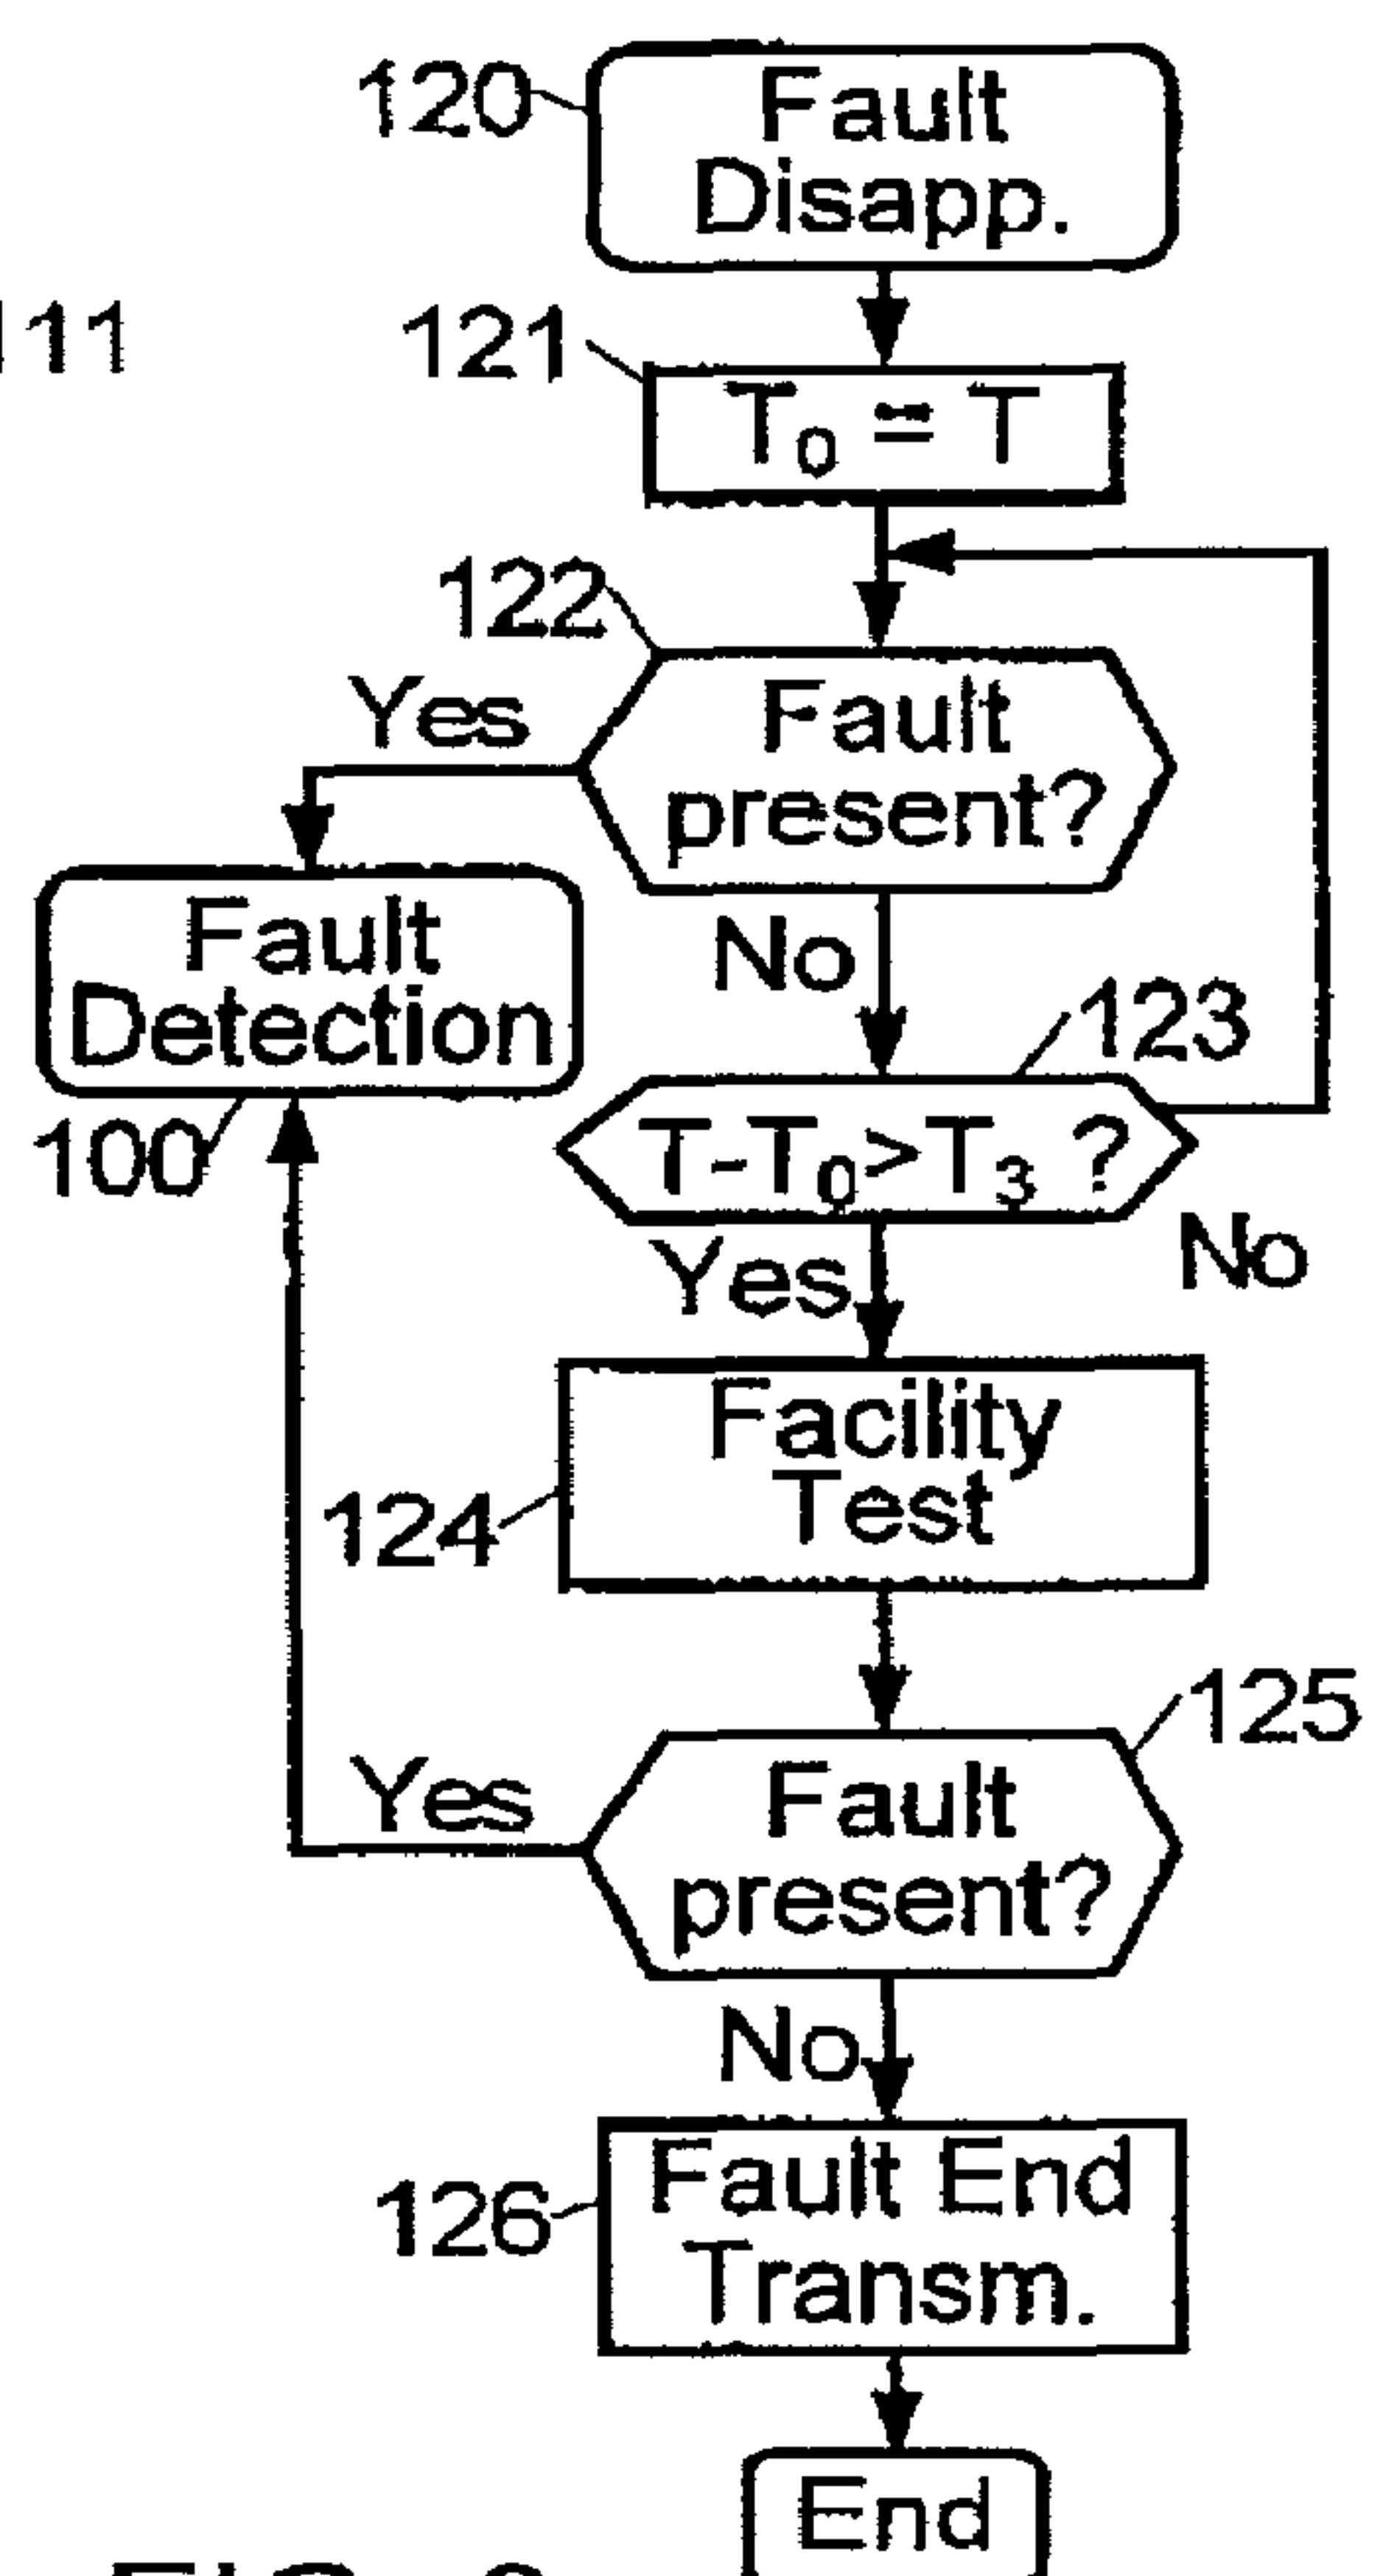 120
Fault
Disapp.
111
121
T₀ = T
122
Yes
Fault
present?
Fault
Detection
No
123
100
T-T₀>T₃ ?
Yes
No
Facility
Test
124
125
Yes
Fault
present?
No
126
Fault End
Transm.
End